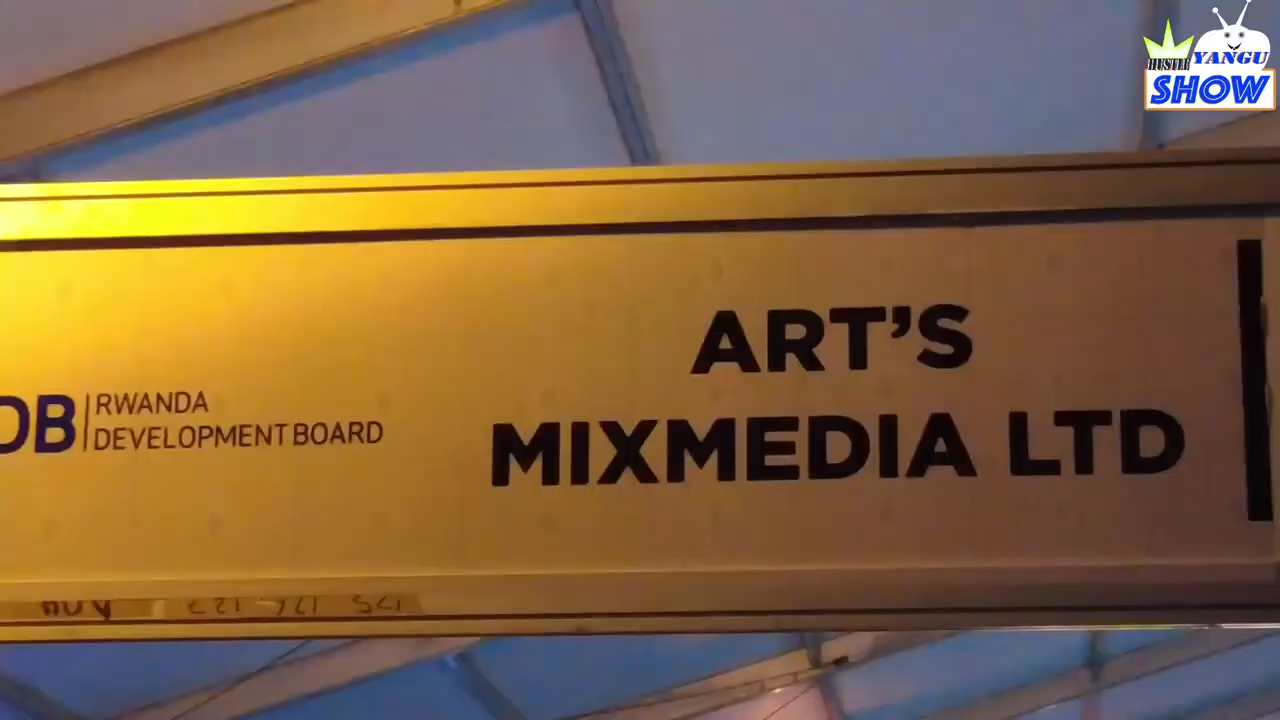 HUSTLE YANGU
SHOW
ART'S
MIXMEDIA LTD
DB
RWANDA
DEVELOPMENT BOARD